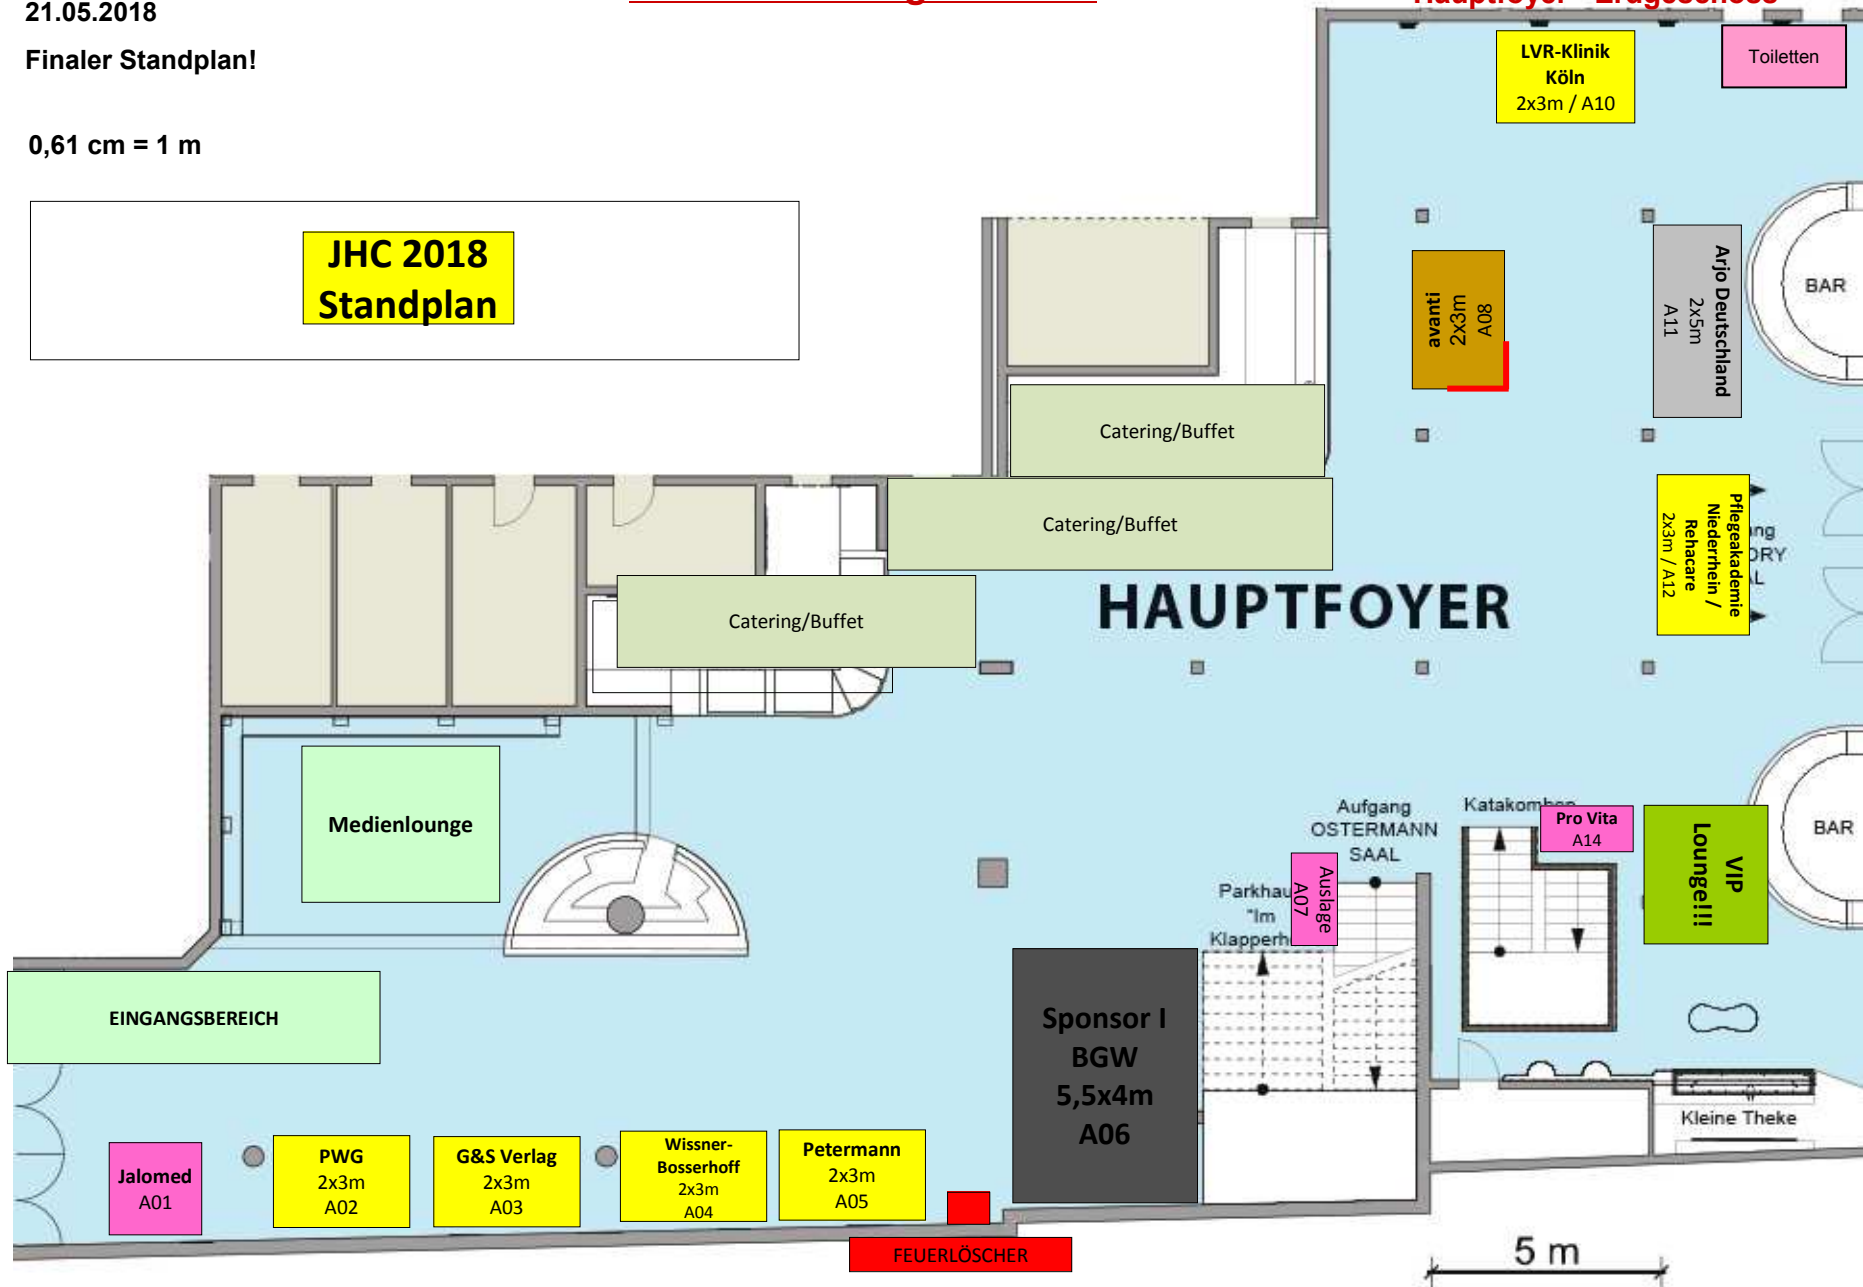 21.05.2018
Finaler Standplan!
0,61 cm = 1 m
JHC 2018
Standplan
Hauptfoyer - Erdgeschoss
LVR-Klinik
Köln
2x3m / A10
Toiletten
avanti
2x3m
A08
Arjo Deutschland
2x5m
A11
BAR
Catering/Buffet
Catering/Buffet
Catering/Buffet
HAUPTFOYER
Pflegeakademie
Niederrhein /
Rehacare
2x3m / A12
Medienlounge
Aufgang
OSTERMANN
SAAL
Pro Vita
A14
VIP
Lounge!!!
BAR
Auslage
A07
"Im
EINGANGSBEREICH
Sponsor I
BGW
5,5x4m
A06
Kleine Theke
Jalomed
A01
PWG
2x3m
A02
G&S Verlag
2x3m
A03
Wissner-
Bosserhoff
2x3m
A04
Petermann
2x3m
A05
FEUERLÖSCHER
5 m